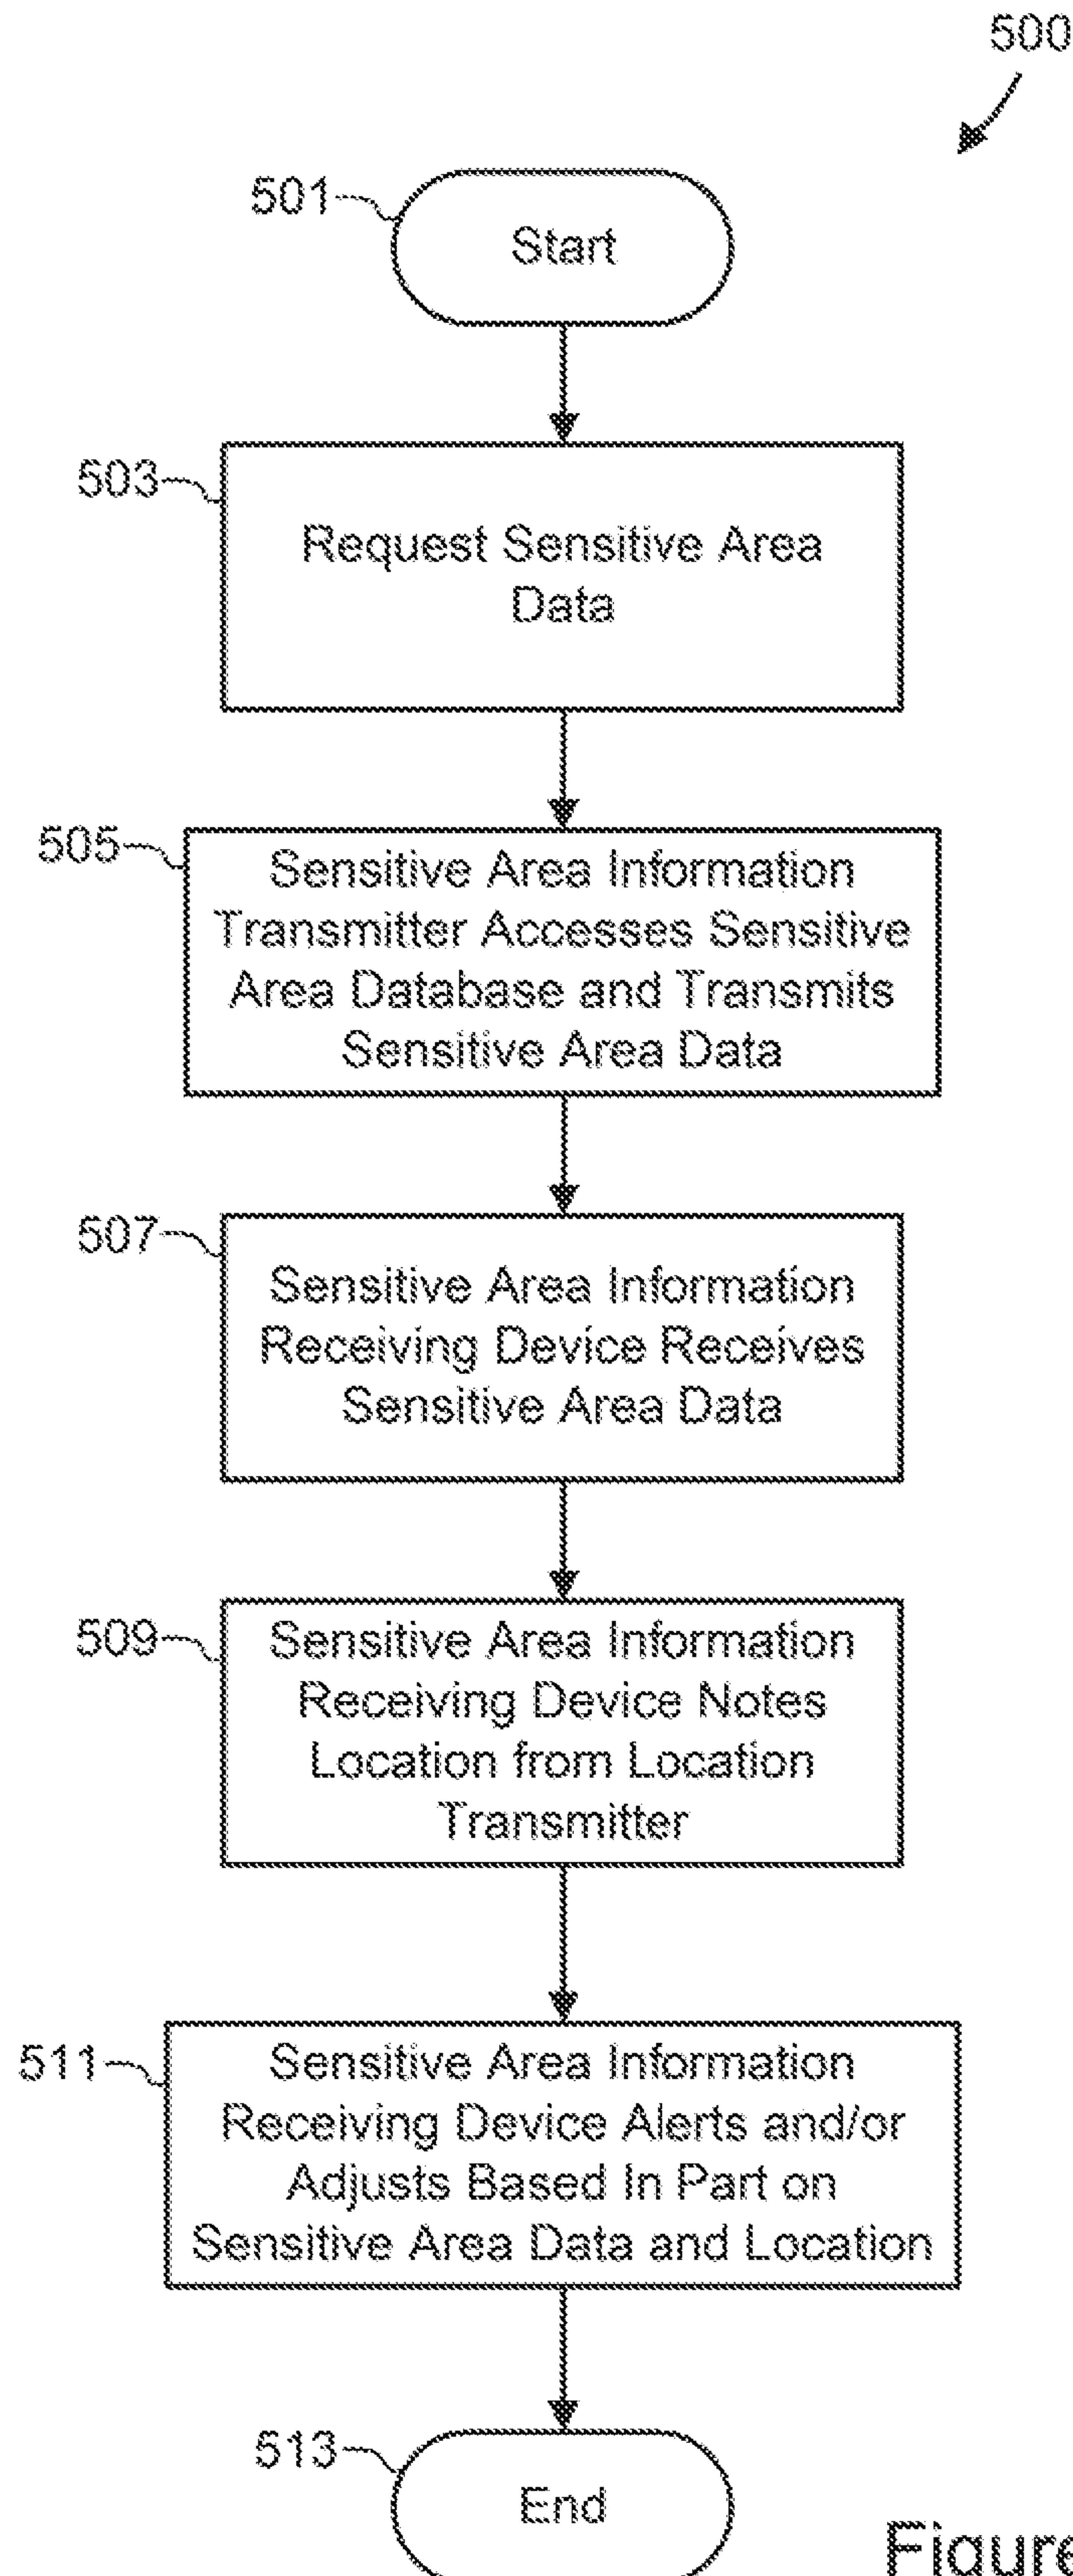 500
501
Start
503
Request Sensitive Area
Data
505
Sensitive Area Information
Transmitter Accesses Sensitive
Area Database and Transmits
Sensitive Area Data
507
Sensitive Area Information
Receiving Device Receives
Sensitive Area Data
509
Sensitive Area Information
Receiving Device Notes
Location from Location
Transmitter
511
Sensitive Area Information
Receiving Device Alerts and/or
Adjusts Based In Part on
Sensitive Area Data and Location
513
End
Figure